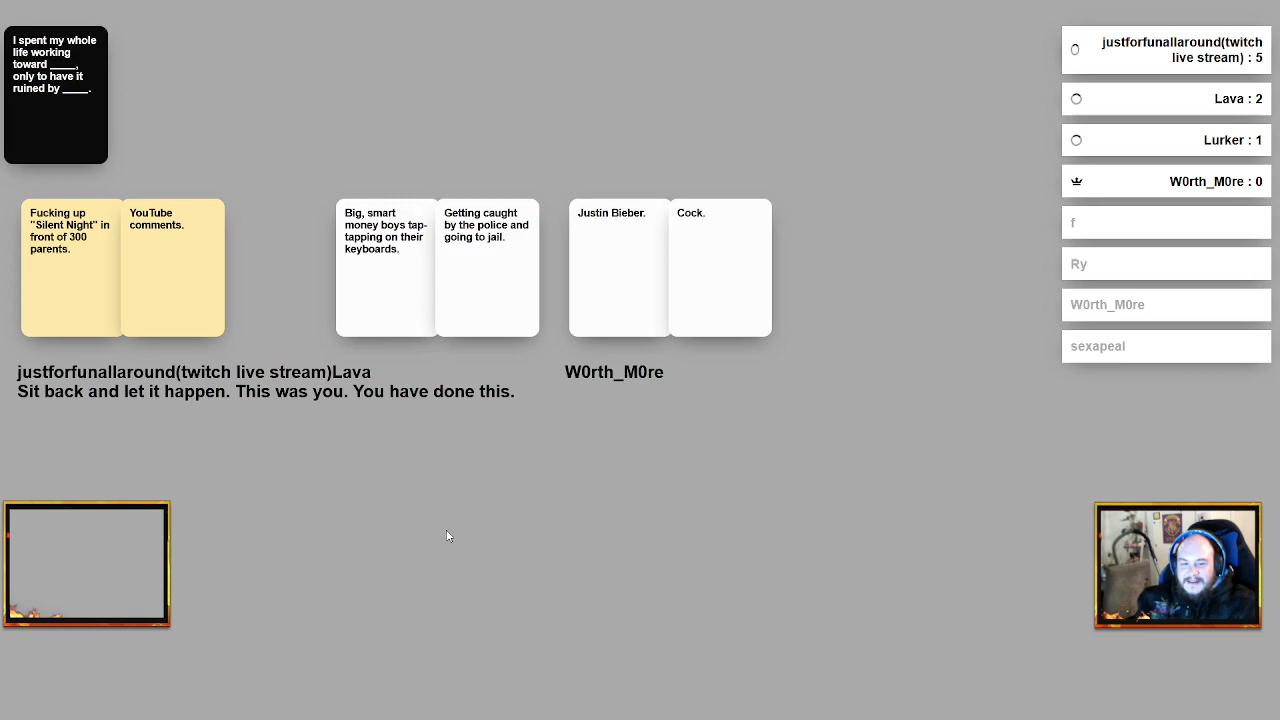 I spent my whole
life working
toward ____,
only to have it
ruined by ____.
Fucking up
"Silent Night" in
front of 300
parents.
YouTube
comments.
Big, smart
money boys tap-
tapping on their
keyboards.
Getting caught
by the police and
going to jail.
Justin Bieber.
Cock.
justforfunallaround(twitch live stream)Lava
W0rth_M0re
Sit back and let it happen. This was you. You have done this.
justforfunallaround(twitch
live stream) : 5
Lava : 2
Lurker : 1
W0rth_M0re : 0
f
Ry
W0rth_M0re
sexapeal